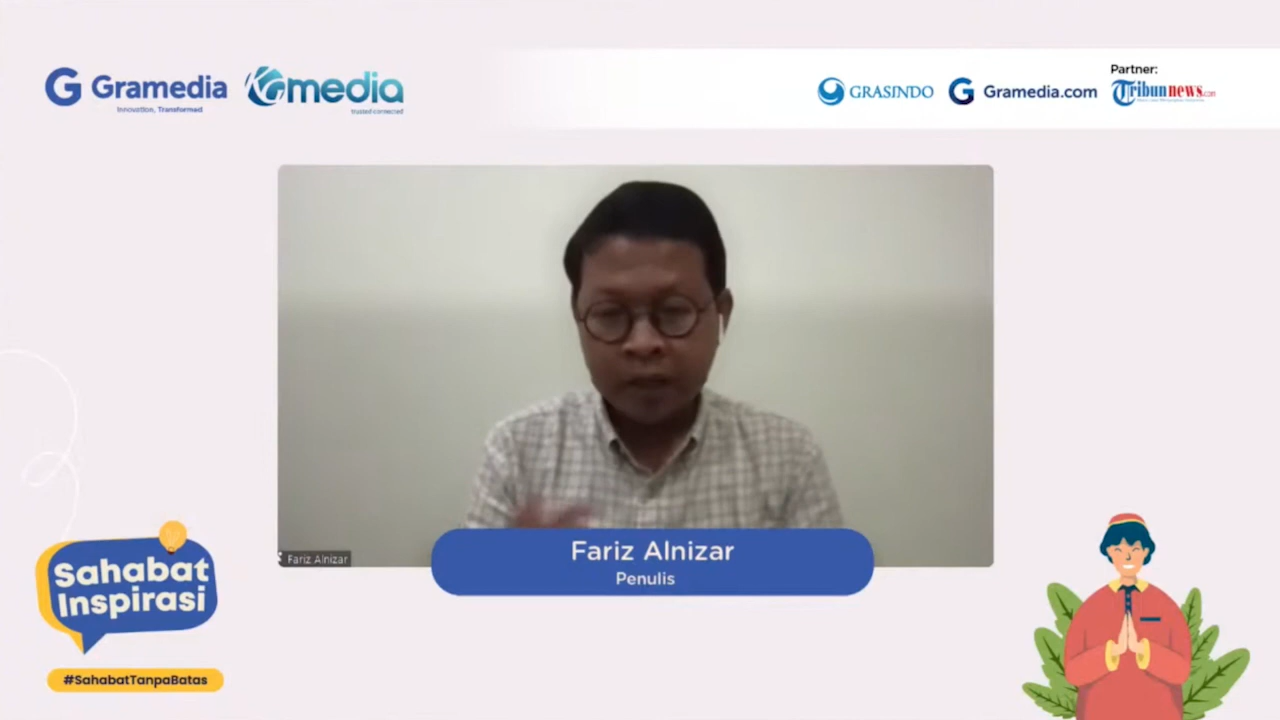 Gramedia
Innovation, Transformed
KGmedia
trusted connected
GRASINDO
Gramedia.com
Partner:
Tribunnews.com
Fariz Alnizar
Fariz Alnizar
Penulis
Sahabat
Inspirasi
#SahabatTanpaBatas